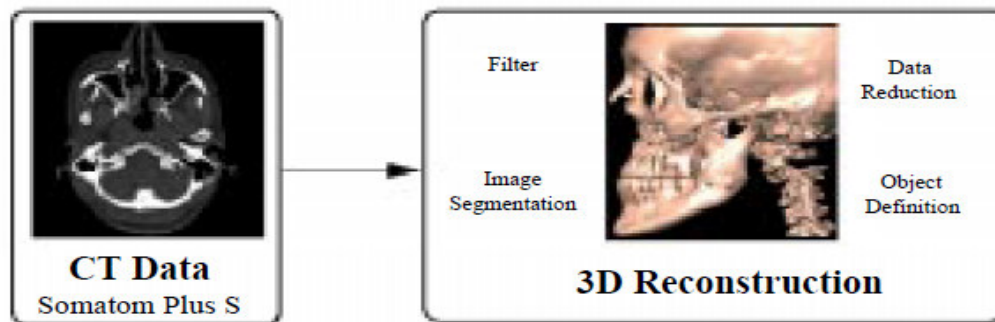 CT Data
Somatom Plus S
Filter
Data
Reduction
Image
Segmentation
Object
Definition
3D Reconstruction